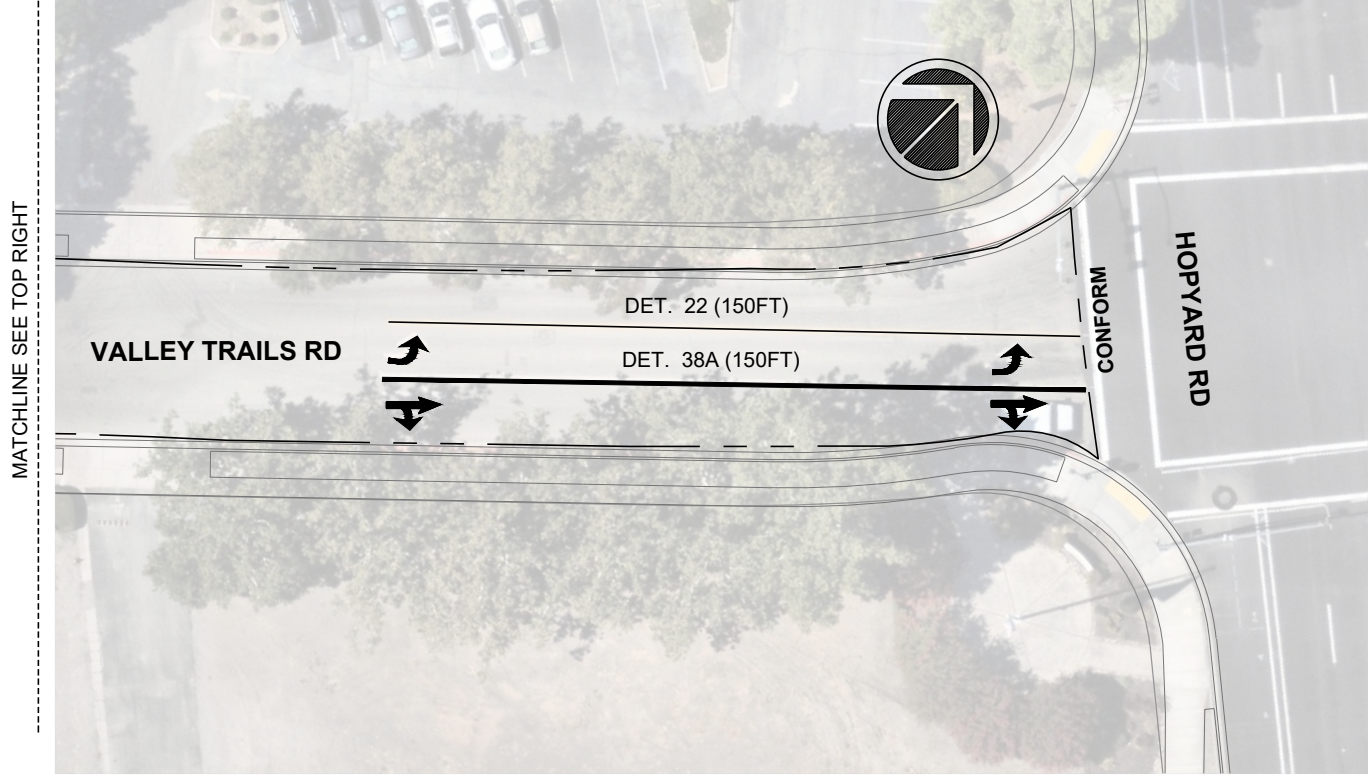 MATCHLINE SEE TOP RIGHT
VALLEY TRAILS RD
DET. 22 (150FT)
DET. 38A (150FT)
CONFORM
HOPYARD RD